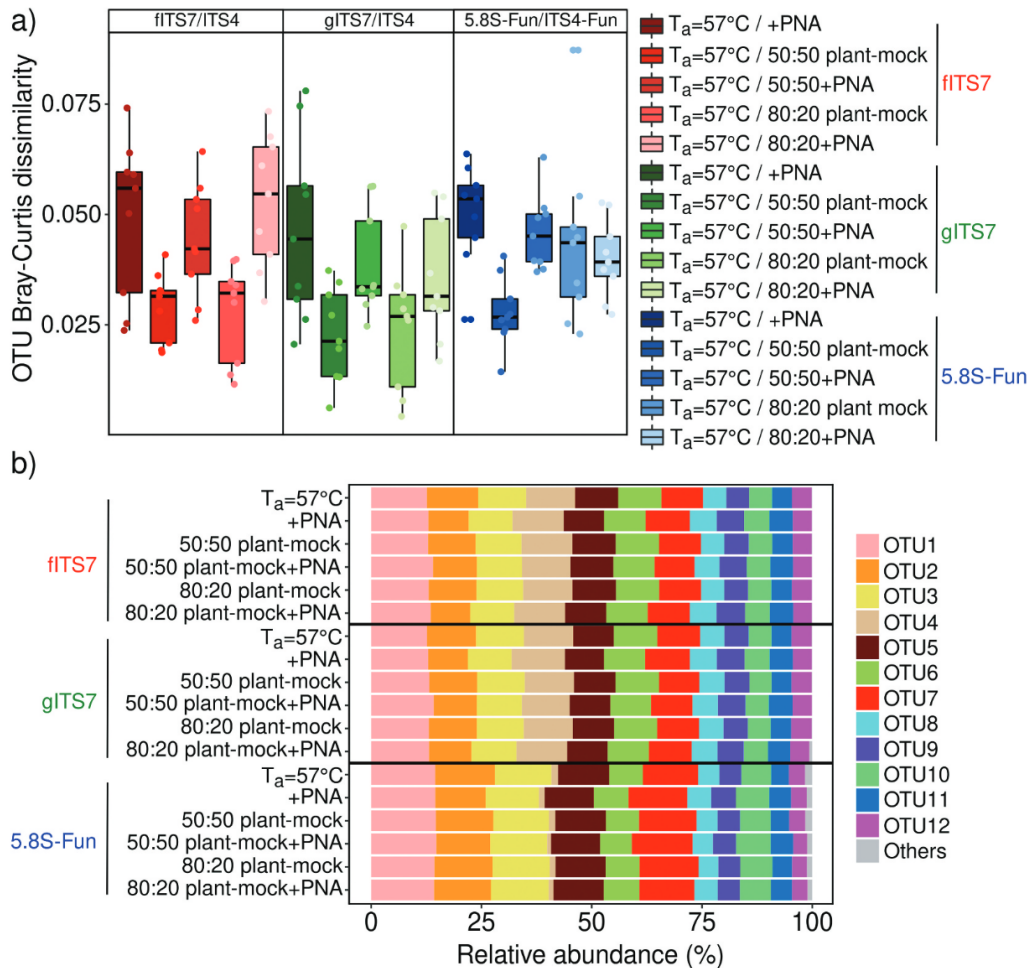 a)
fITS7/ITS4 gITS7/ITS4 5.8S-Fun/ITS4-Fun
OTU Bray-Curtis dissimilarity
0.075
0.050
0.025
Ta=57°C / +PNA
Ta=57°C / 50:50 plant-mock
Ta=57°C / 50:50+PNA
Ta=57°C / 80:20 plant-mock
Ta=57°C / 80:20+PNA
fITS7
Ta=57°C / +PNA
Ta=57°C / 50:50 plant-mock
Ta=57°C / 50:50+PNA
Ta=57°C / 80:20 plant-mock
Ta=57°C / 80:20+PNA
gITS7
Ta=57°C / +PNA
Ta=57°C / 50:50 plant-mock
Ta=57°C / 50:50+PNA
Ta=57°C / 80:20 plant mock
Ta=57°C / 80:20+PNA
5.8S-Fun
b)
fITS7
Ta=57°C
+PNA
50:50 plant-mock
50:50 plant-mock+PNA
80:20 plant-mock
80:20 plant-mock+PNA
gITS7
Ta=57°C
+PNA
50:50 plant-mock
50:50 plant-mock+PNA
80:20 plant-mock
80:20 plant-mock+PNA
5.8S-Fun
Ta=57°C
+PNA
50:50 plant-mock
50:50 plant-mock+PNA
80:20 plant-mock
80:20 plant-mock+PNA
0 25 50 75 100
Relative abundance (%)
OTU1
OTU2
OTU3
OTU4
OTU5
OTU6
OTU7
OTU8
OTU9
OTU10
OTU11
OTU12
Others